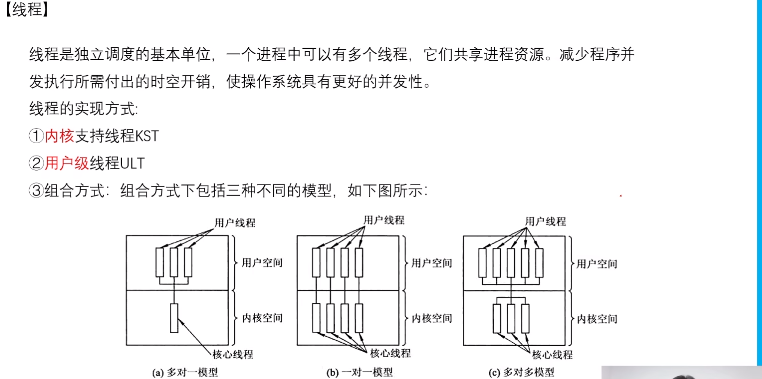 【线程】
线程是独立调度的基本单位，一个进程中可以有多个线程，它们共享进程资源。减少程序并
发执行所需付出的时空开销，使操作系统具有更好的并发性。
线程的实现方式:
①内核支持线程KST
②用户级线程ULT
③组合方式：组合方式下包括三种不同的模型，如下图所示：
用户线程
用户空间
内核空间
核心线程
(a) 多对一模型
用户线程
用户空间
内核空间
核心线程
(b) 一对一模型
用户线程
用户空间
内核空间
核心线程
(c) 多对多模型